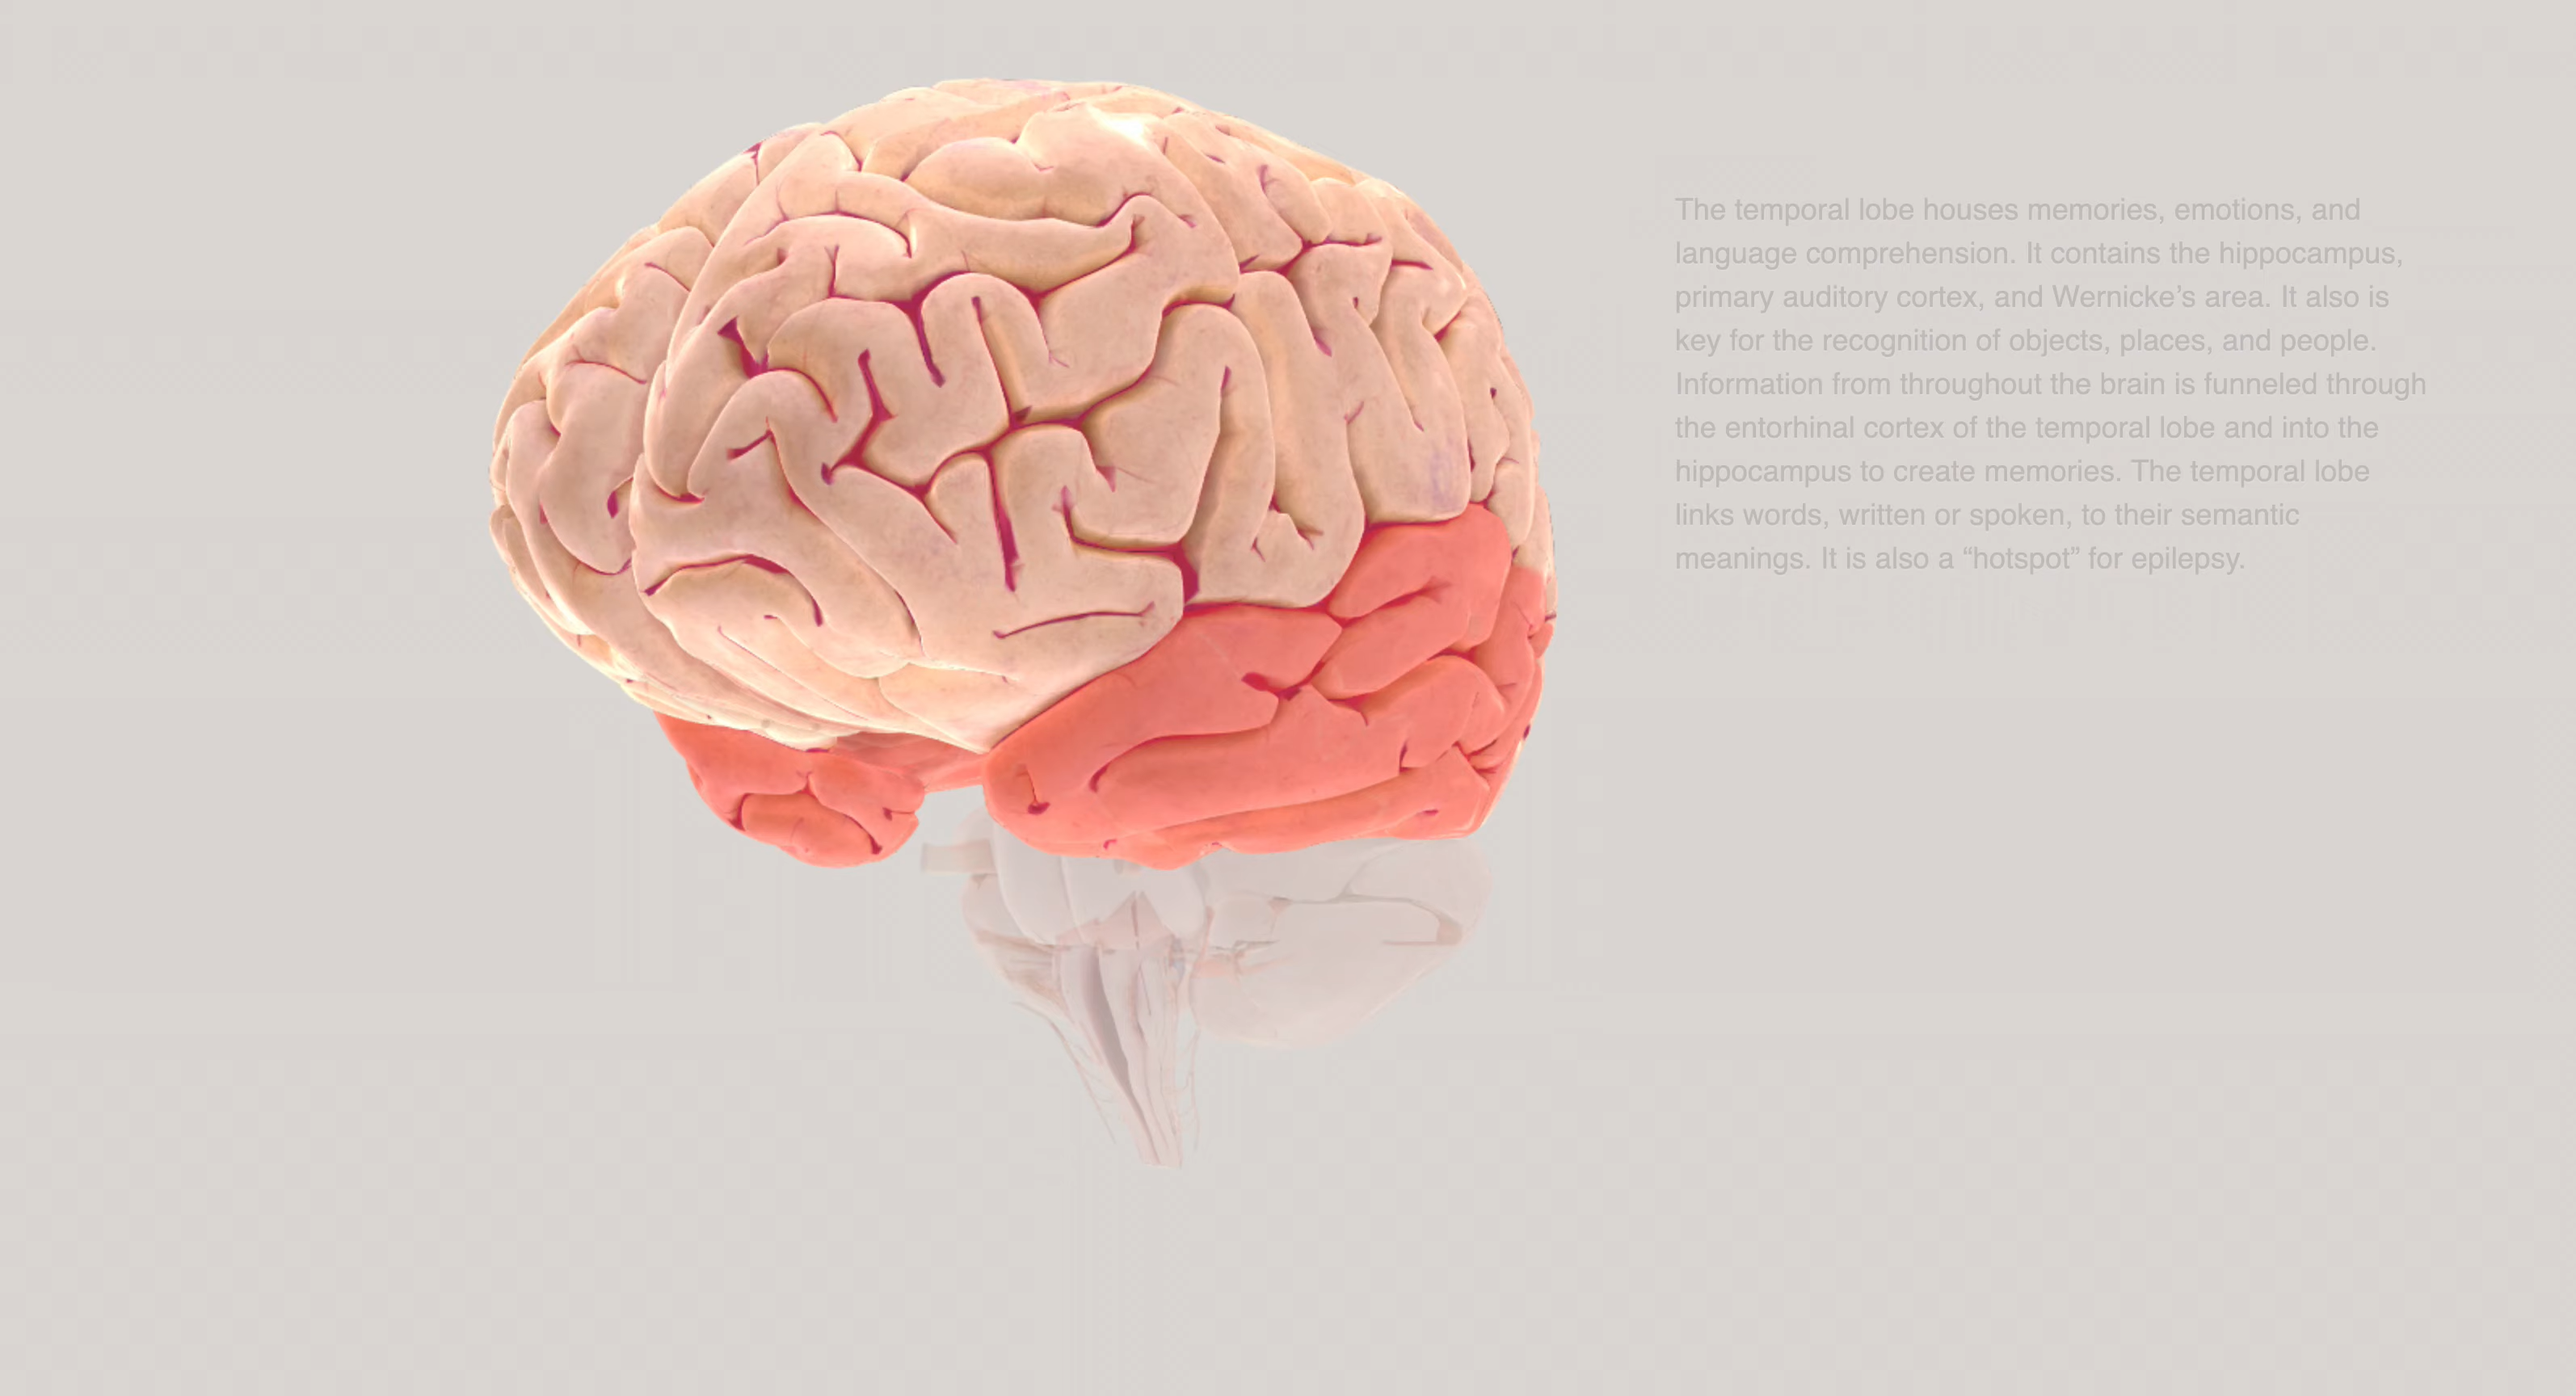 The temporal lobe houses memories, emotions, and
language comprehension. It contains the hippocampus,
primary auditory cortex, and Wernicke’s area. It also is
key for the recognition of objects, places, and people.
Information from throughout the brain is funneled through
the entorhinal cortex of the temporal lobe and into the
hippocampus to create memories. The temporal lobe
links words, written or spoken, to their semantic
meanings. It is also a “hotspot” for epilepsy.